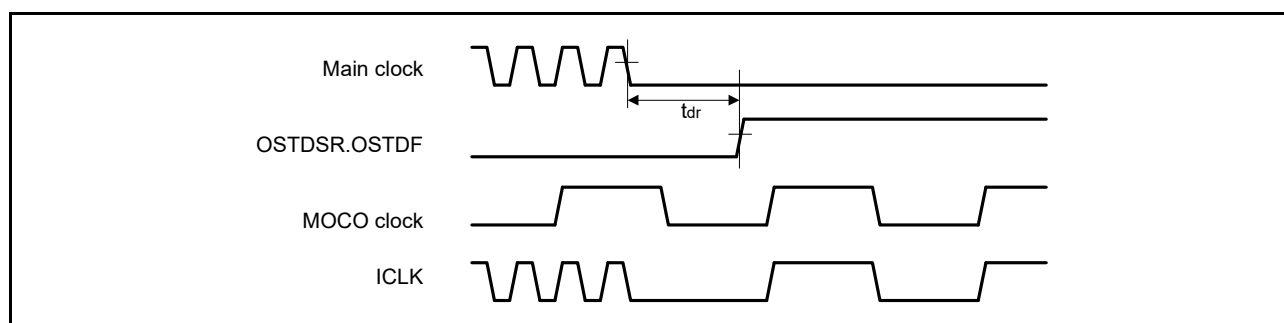 Main clock
tdr
OSTDSR.OSTDF
MOCO clock
ICLK